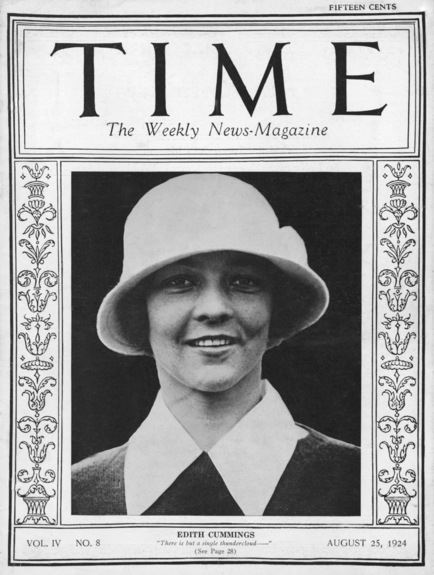 FIFTEEN CENTS
TIME
The Weekly News-Magazine
EDITH CUMMINGS
VOL. IV NO. 8 "There is but a single thundercloud——" AUGUST 25, 1924
(See Page 28)